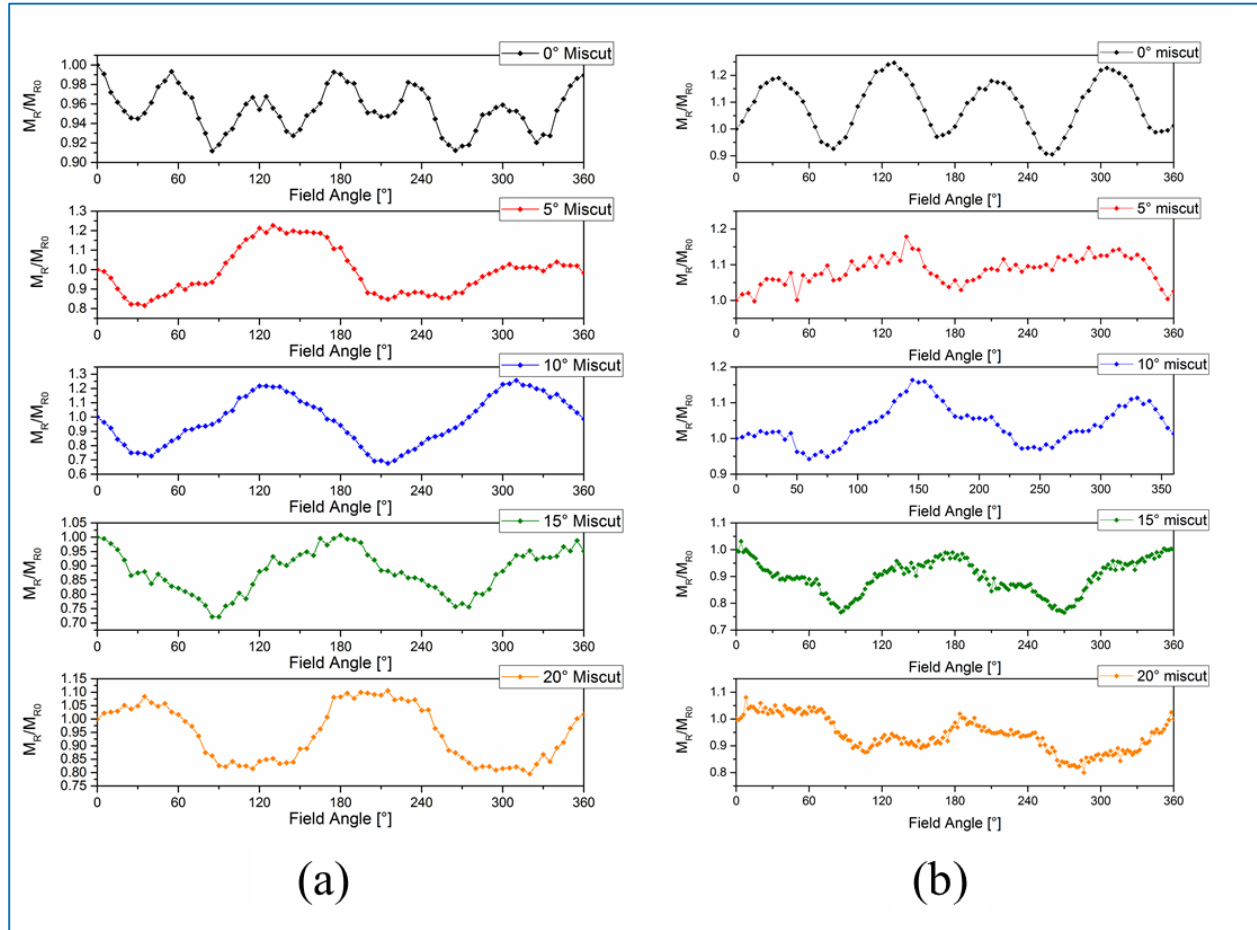 0° Miscut
M_R/M_R0
1.00
0.98
0.96
0.94
0.92
0.90
0 60 120 180 240 300 360
Field Angle [°]
5° Miscut
M_R/M_R0
1.3
1.2
1.1
1.0
0.9
0.8
0 60 120 180 240 300 360
Field Angle [°]
10° Miscut
M_R/M_R0
1.3
1.2
1.1
1.0
0.9
0.8
0.7
0.6
0 60 120 180 240 300 360
Field Angle [°]
15° Miscut
M_R/M_R0
1.05
1.00
0.95
0.90
0.85
0.80
0.75
0.70
0 60 120 180 240 300 360
Field Angle [°]
20° Miscut
M_R/M_R0
1.15
1.10
1.05
1.00
0.95
0.90
0.85
0.80
0.75
0 60 120 180 240 300 360
Field Angle [°]
(a)
0° miscut
M_R/M_R0
1.2
1.1
1.0
0.9
0 60 120 180 240 300 360
Field Angle [°]
5° miscut
M_R/M_R0
1.2
1.1
1.0
0 60 120 180 240 300 360
Field Angle [°]
10° miscut
M_R/M_R0
1.2
1.1
1.0
0.9
0 50 100 150 200 250 300 350
Field Angle [°]
15° miscut
M_R/M_R0
1.1
1.0
0.9
0.8
0.7
0 60 120 180 240 300 360
Field Angle [°]
20° miscut
M_R/M_R0
1.1
1.0
0.9
0.8
0 60 120 180 240 300 360
Field Angle [°]
(b)